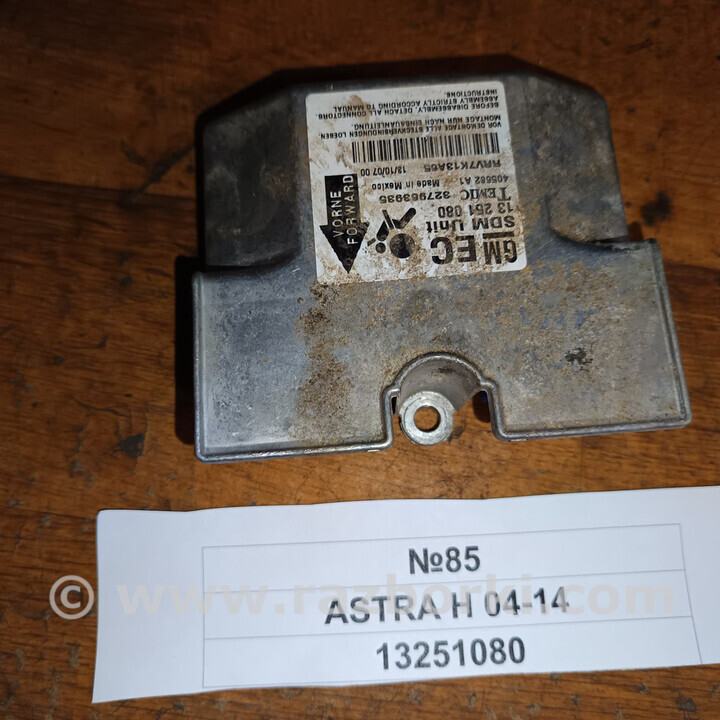 GM EC
SDM Unit
13 251 080
TEMIC 327963935
405682 A1 Made in Mexico
RRV7K13A65 12/10/07 00
VORNE
FORWARD
VOR DEMONTAGE ALLE STECKVERBINDUNGEN LOESEN
MONTAGE NUR NACH EINBAUANLEITUNG.
BEFORE DISASSEMBLY, DETACH ALL CONNECTORS.
ASSEMBLY STRICTLY ACCORDING TO MANUAL
INSTRUCTIONS.
№85
© www.razborki.com
ASTRA H 04-14
13251080